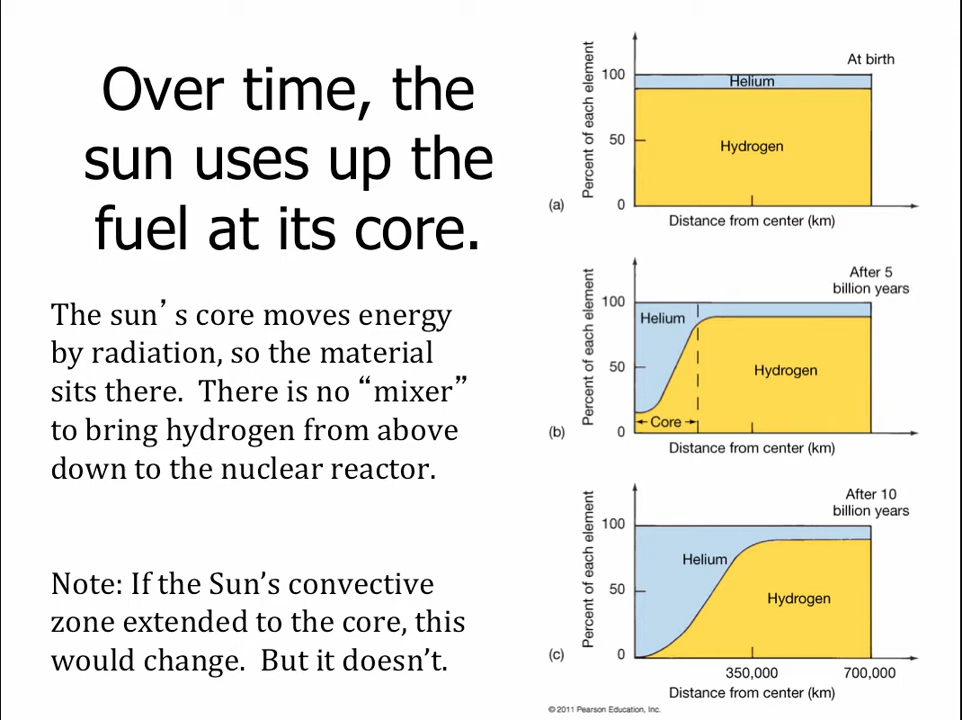 Over time, the
sun uses up the
fuel at its core.
The sun’s core moves energy
by radiation, so the material
sits there.  There is no “mixer”
to bring hydrogen from above
down to the nuclear reactor.
Note: If the Sun’s convective
zone extended to the core, this
would change.  But it doesn’t.
At birth
Percent of each element
100
50
0
Helium
Hydrogen
(a)
Distance from center (km)
After 5
billion years
Percent of each element
100
50
0
Helium
Hydrogen
Core
(b)
Distance from center (km)
After 10
billion years
Percent of each element
100
50
0
Helium
Hydrogen
(c)
350,000
700,000
Distance from center (km)
© 2011 Pearson Education, Inc.